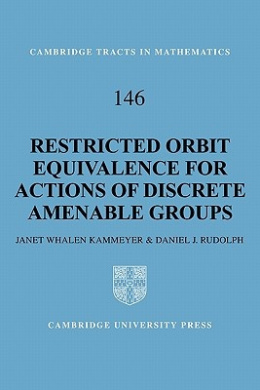 CAMBRIDGE TRACTS IN MATHEMATICS
146
RESTRICTED ORBIT
EQUIVALENCE FOR
ACTIONS OF DISCRETE
AMENABLE GROUPS
JANET WHALEN KAMMEYER & DANIEL J. RUDOLPH
CAMBRIDGE UNIVERSITY PRESS